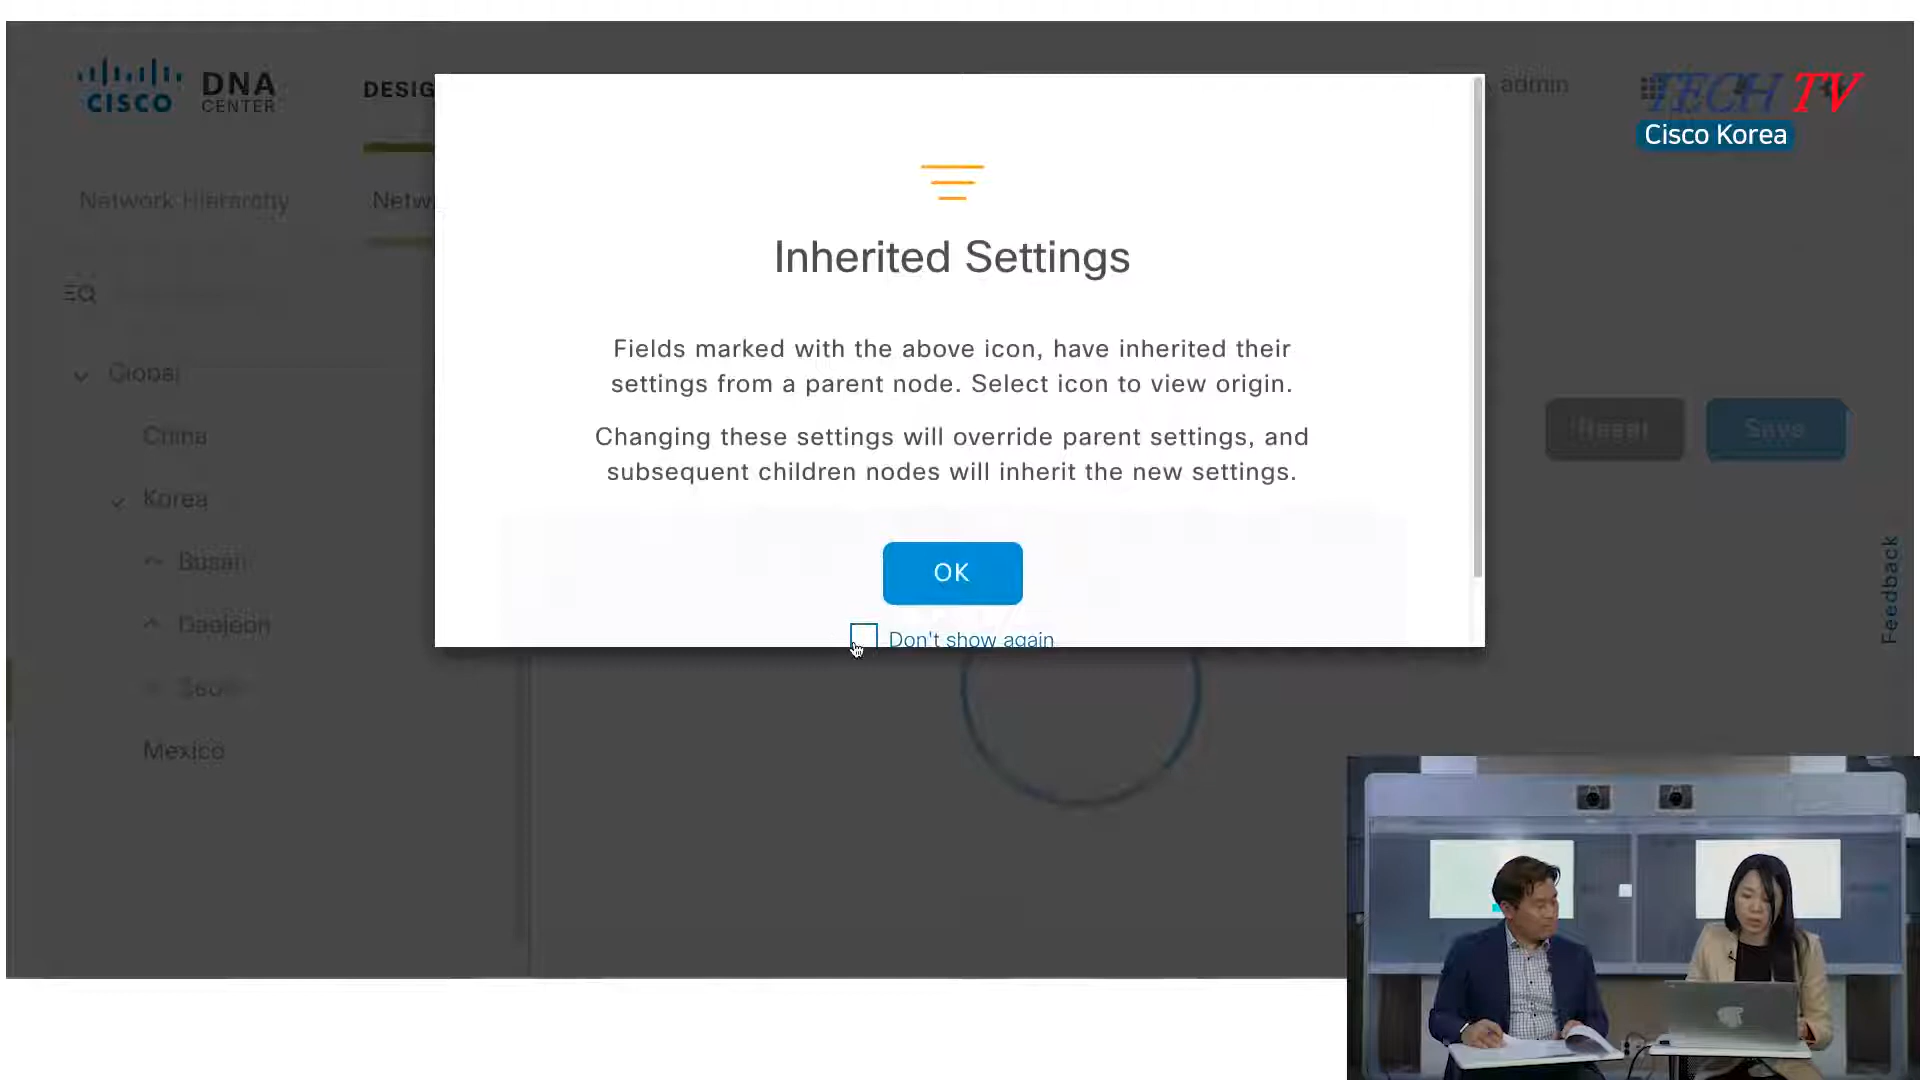 CISCO
DNA
CENTER
DESIG
admin
TECH TV
Cisco Korea
Network Hierarchy
Netw
Inherited Settings
Fields marked with the above icon, have inherited their
settings from a parent node. Select icon to view origin.
Changing these settings will override parent settings, and
subsequent children nodes will inherit the new settings.
OK
Don't show again
Global
China
Korea
Busan
Daejeon
Mexico
Reset
Save
Feedback